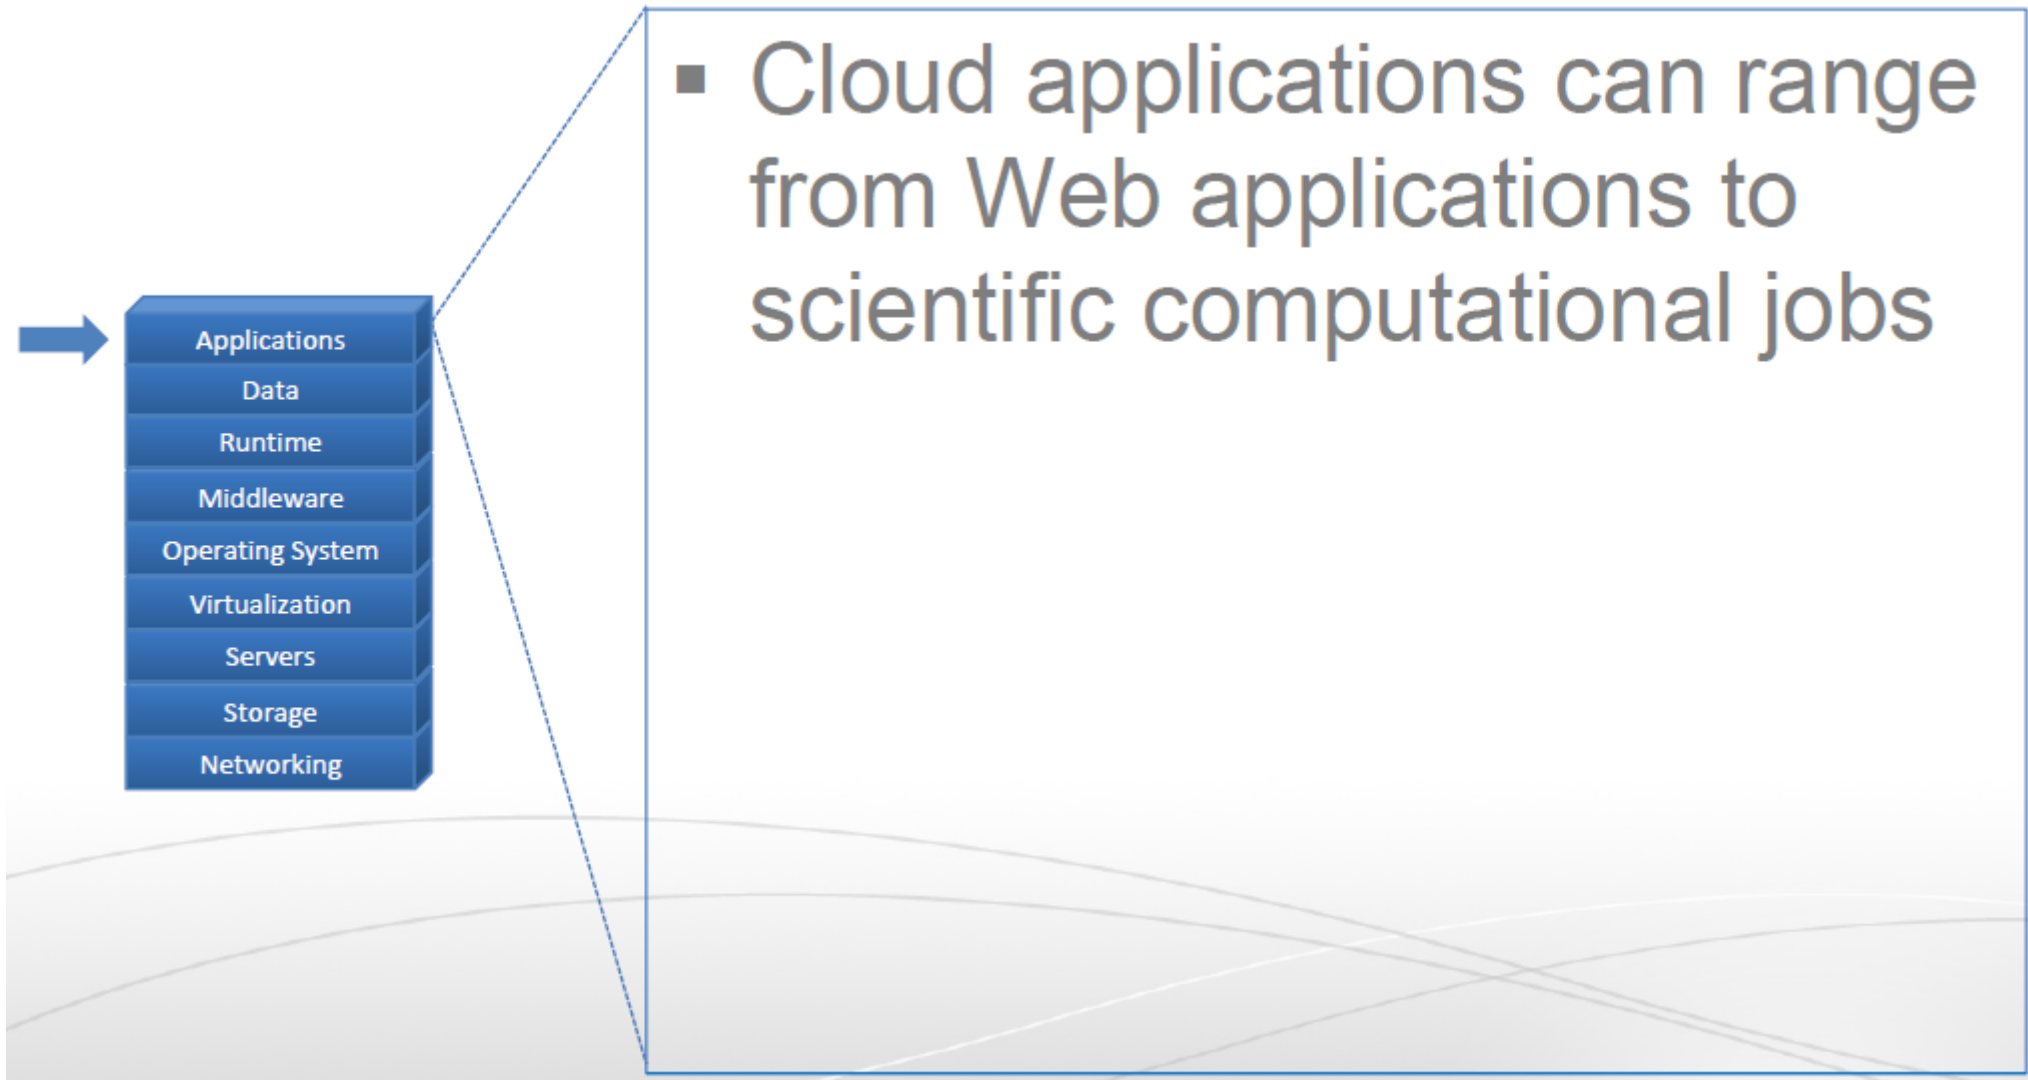 Applications
Data
Runtime
Middleware
Operating System
Virtualization
Servers
Storage
Networking
▪ Cloud applications can range
from Web applications to
scientific computational jobs